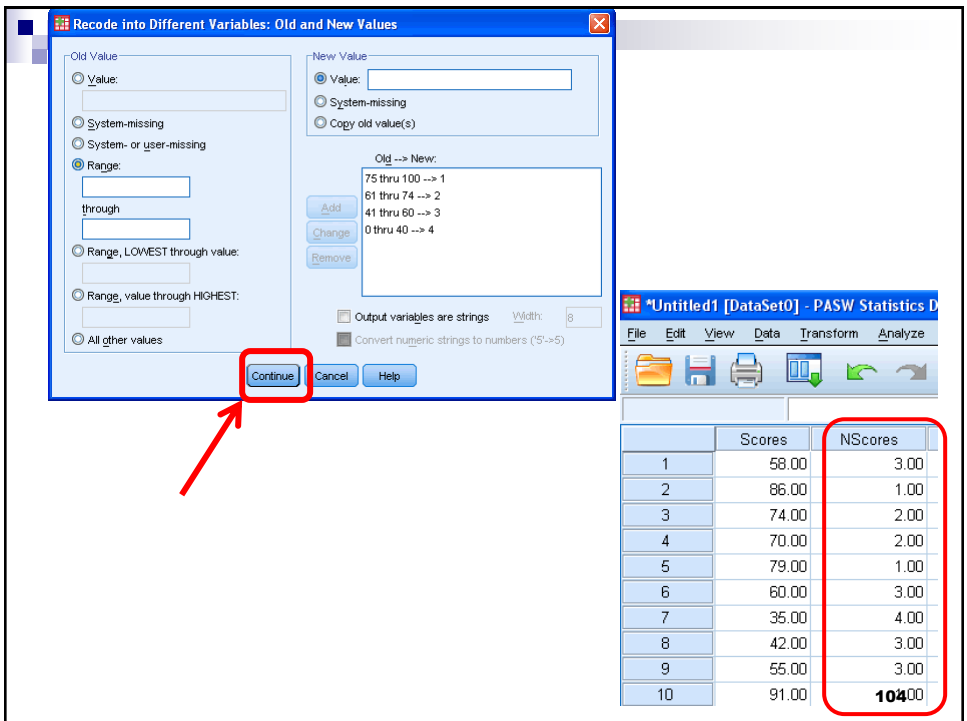 Recode into Different Variables: Old and New Values
Old Value
Value:
System-missing
System- or user-missing
Range:
through
Range, LOWEST through value:
Range, value through HIGHEST:
All other values
New Value
Value:
System-missing
Copy old value(s)
Old --> New:
75 thru 100 --> 1
61 thru 74 --> 2
41 thru 60 --> 3
0 thru 40 --> 4
Add
Change
Remove
Output variables are strings Width: 8
Convert numeric strings to numbers ('5'->5)
Continue Cancel Help
*Untitled1 [DataSet0] - PASW Statistics D
File Edit View Data Transform Analyze
Scores NScores
1 58.00 3.00
2 86.00 1.00
3 74.00 2.00
4 70.00 2.00
5 79.00 1.00
6 60.00 3.00
7 35.00 4.00
8 42.00 3.00
9 55.00 3.00
10 91.00
104